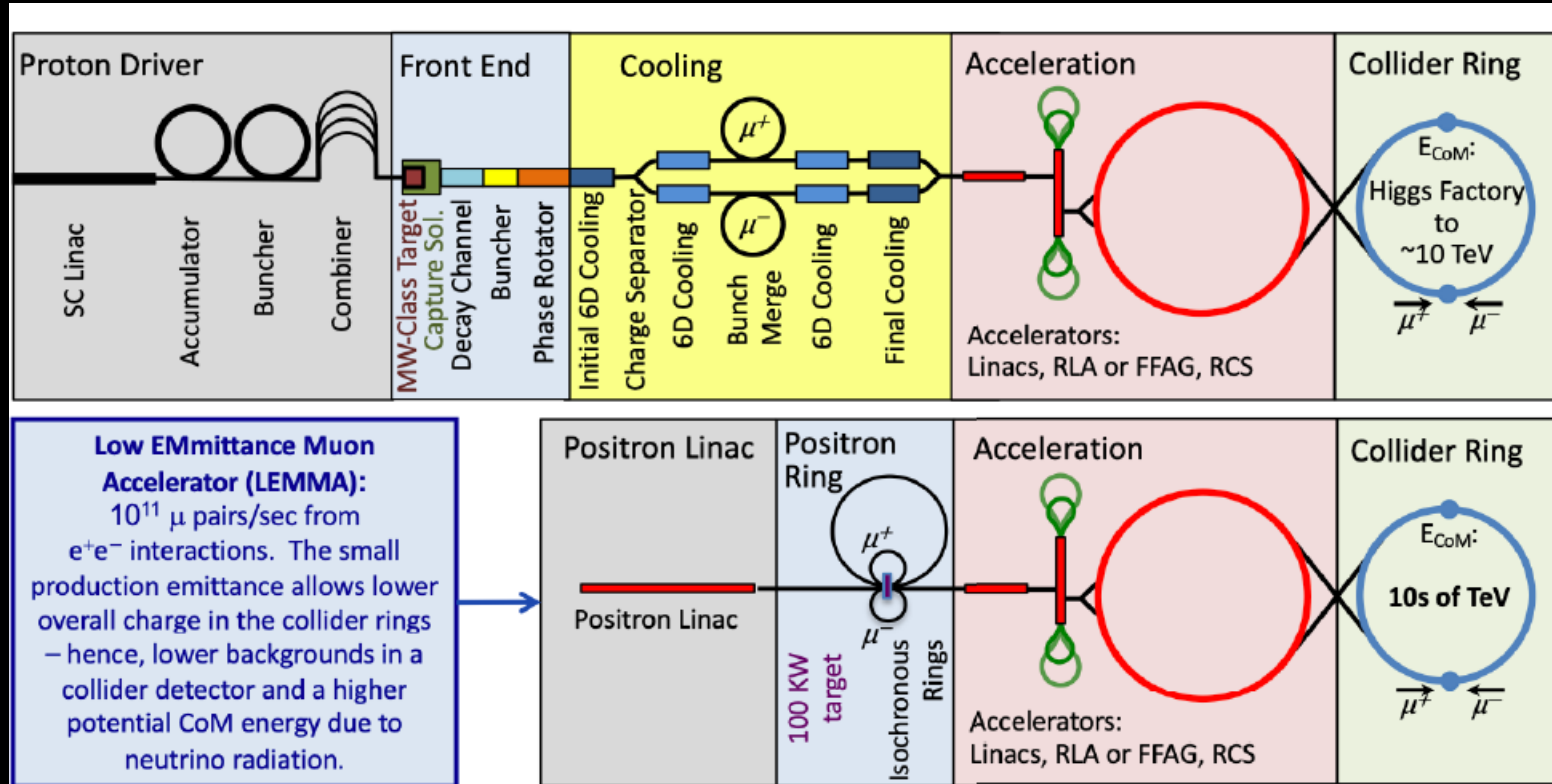 Proton Driver
SC Linac
Accumulator
Buncher
Combiner
Front End
MW-Class Target
Capture Sol.
Decay Channel
Buncher
Phase Rotator
Cooling
μ+
μ−
Initial 6D Cooling
Charge Separator
6D Cooling
Bunch
Merge
6D Cooling
Final Cooling
Acceleration
Accelerators:
Linacs, RLA or FFAG, RCS
Collider Ring
E_CoM:
Higgs Factory
to
~10 TeV
μ+ μ−
Low EMmittance Muon
Accelerator (LEMMA):
10¹¹ μ pairs/sec from
e⁺e⁻ interactions. The small
production emittance allows lower
overall charge in the collider rings
– hence, lower backgrounds in a
collider detector and a higher
potential CoM energy due to
neutrino radiation.
Positron Linac
Positron Linac
Positron
Ring
μ+
μ−
100 KW
target
Isochronous
Rings
Acceleration
Accelerators:
Linacs, RLA or FFAG, RCS
Collider Ring
E_CoM:
10s of TeV
μ+ μ−